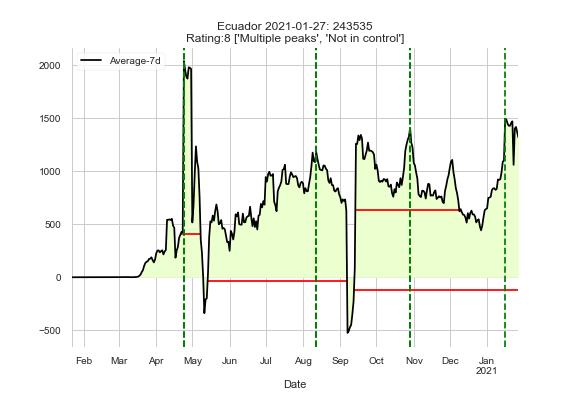 Ecuador 2021-01-27: 243535
Rating:8 ['Multiple peaks', 'Not in control']
Average-7d
2000
1500
1000
500
0
−500
Feb Mar Apr May Jun Jul Aug Sep Oct Nov Dec Jan
2021
Date